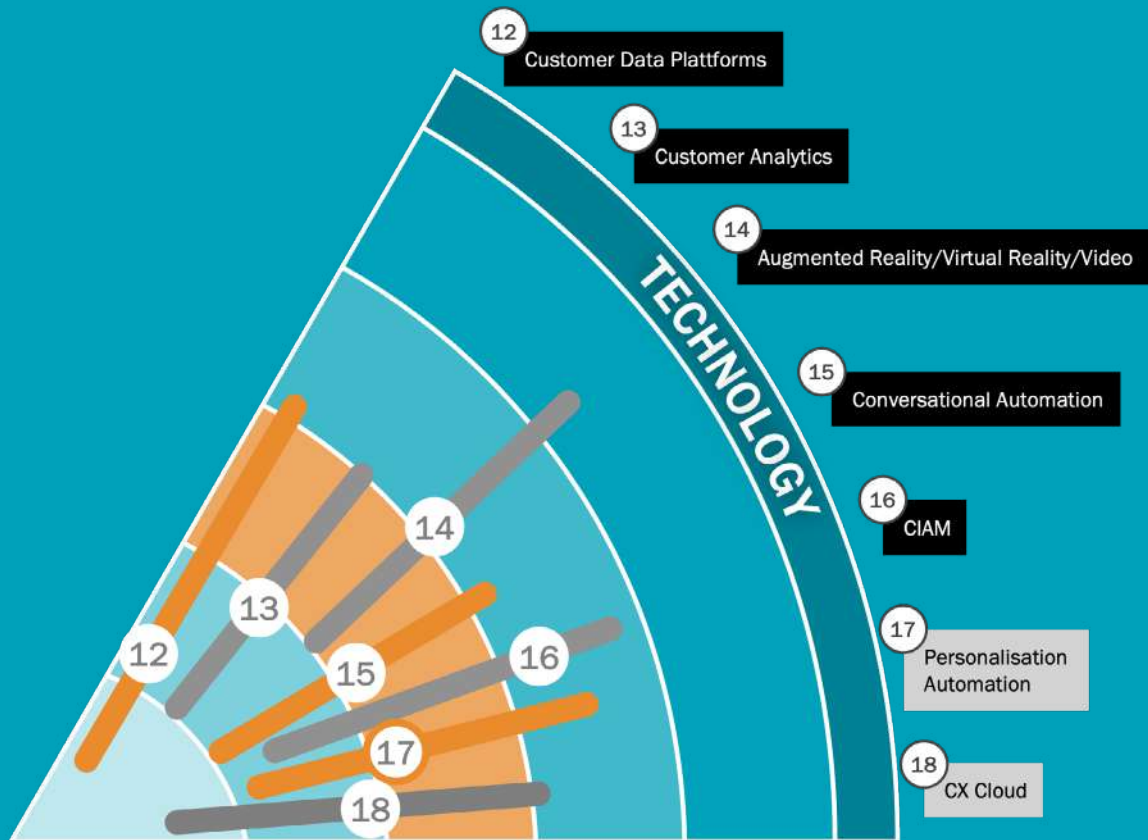 12
Customer Data Plattforms
13
Customer Analytics
14
Augmented Reality/Virtual Reality/Video
TECHNOLOGY
15
Conversational Automation
16
CIAM
17
Personalisation
Automation
18
CX Cloud
12
13
14
15
16
17
18